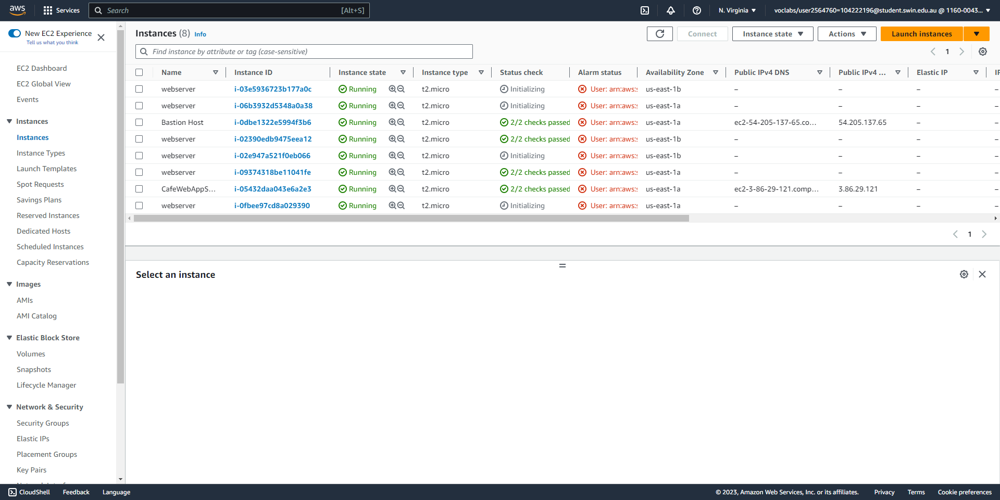 aws
Services
Search
[Alt+S]
N. Virginia
voclabs/user2564760=104222196@student.swin.edu.au @ 1160-0043...
New EC2 Experience
Tell us what you think
EC2 Dashboard
EC2 Global View
Events
Instances
Instances
Instance Types
Launch Templates
Spot Requests
Savings Plans
Reserved Instances
Dedicated Hosts
Scheduled Instances
Capacity Reservations
Images
AMIs
AMI Catalog
Elastic Block Store
Volumes
Snapshots
Lifecycle Manager
Network & Security
Security Groups
Elastic IPs
Placement Groups
Key Pairs
Instances (8) Info
Connect
Instance state
Actions
Launch instances
Find instance by attribute or tag (case-sensitive)
1
Name Instance ID Instance state Instance type Status check Alarm status Availability Zone Public IPv4 DNS Public IPv4 ... Elastic IP
webserver i-03e5936723b177a0c Running t2.micro Initializing User: arn:aws:s us-east-1b – – – –
webserver i-06b3932d5348a0a38 Running t2.micro Initializing User: arn:aws:s us-east-1a – – – –
Bastion Host i-0dbe1322e5994f3b6 Running t2.micro 2/2 checks passed User: arn:aws:s us-east-1a ec2-54-205-137-65.co... 54.205.137.65 – –
webserver i-02390edb9475eea12 Running t2.micro 2/2 checks passed User: arn:aws:s us-east-1b – – – –
webserver i-02e947a521f0eb066 Running t2.micro Initializing User: arn:aws:s us-east-1b – – – –
webserver i-09374318be11041fe Running t2.micro 2/2 checks passed User: arn:aws:s us-east-1a – – – –
CafeWebAppS... i-05432daa043e6a2e3 Running t2.micro 2/2 checks passed User: arn:aws:s us-east-1a ec2-3-86-29-121.comp... 3.86.29.121 – –
webserver i-0fbee97cd8a029390 Running t2.micro Initializing User: arn:aws:s us-east-1a – – – –
1
Select an instance
CloudShell
Feedback
Language
© 2023, Amazon Web Services, Inc. or its affiliates.
Privacy
Terms
Cookie preferences